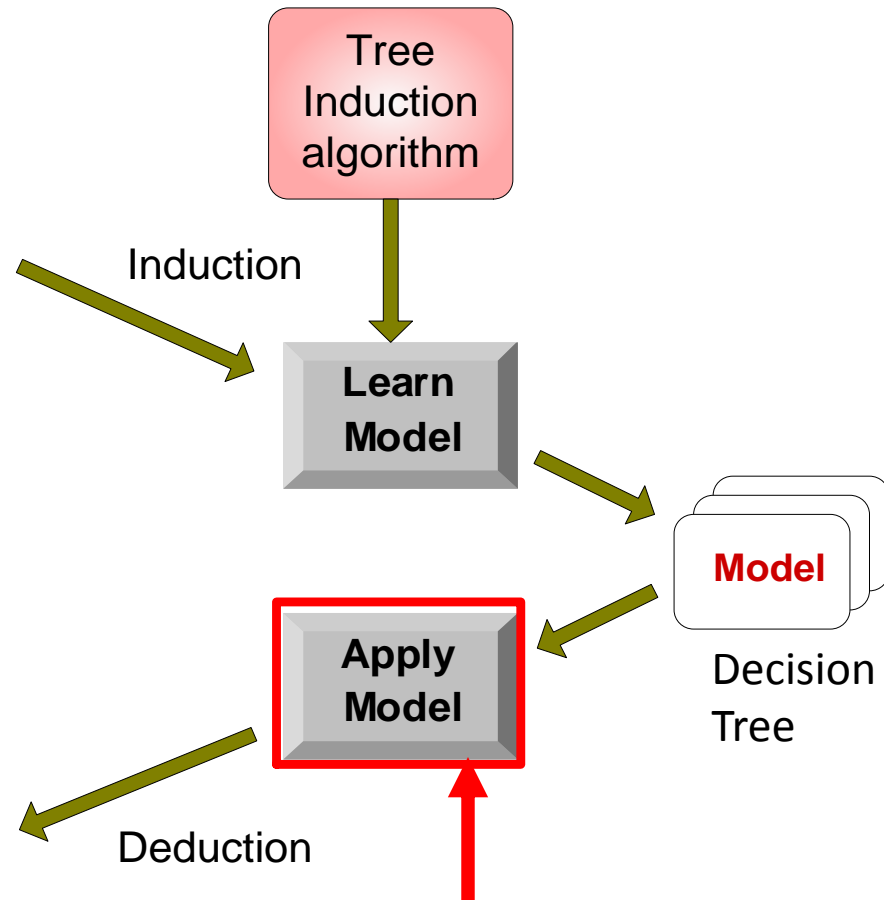 Tree
Induction
algorithm
Induction
Learn
Model
Model
Decision
Tree
Apply
Model
Deduction